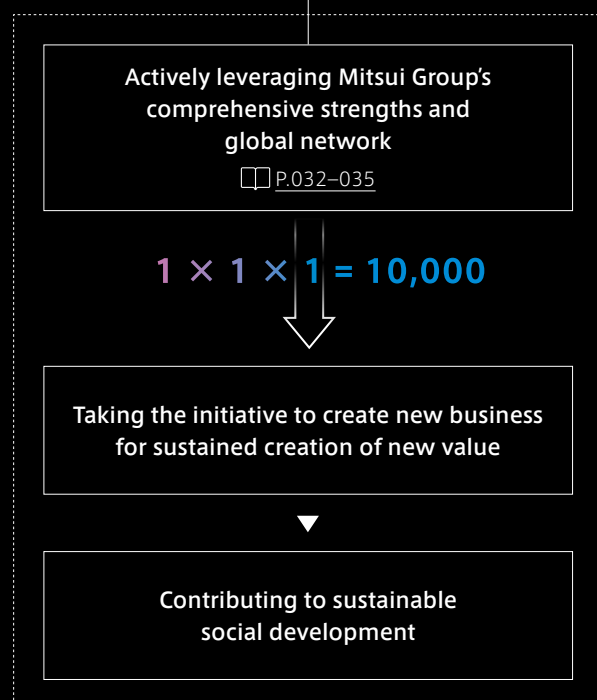 Actively leveraging Mitsui Group's
comprehensive strengths and
global network
P.032–035
1 × 1 × 1 = 10,000
Taking the initiative to create new business
for sustained creation of new value
Contributing to sustainable
social development